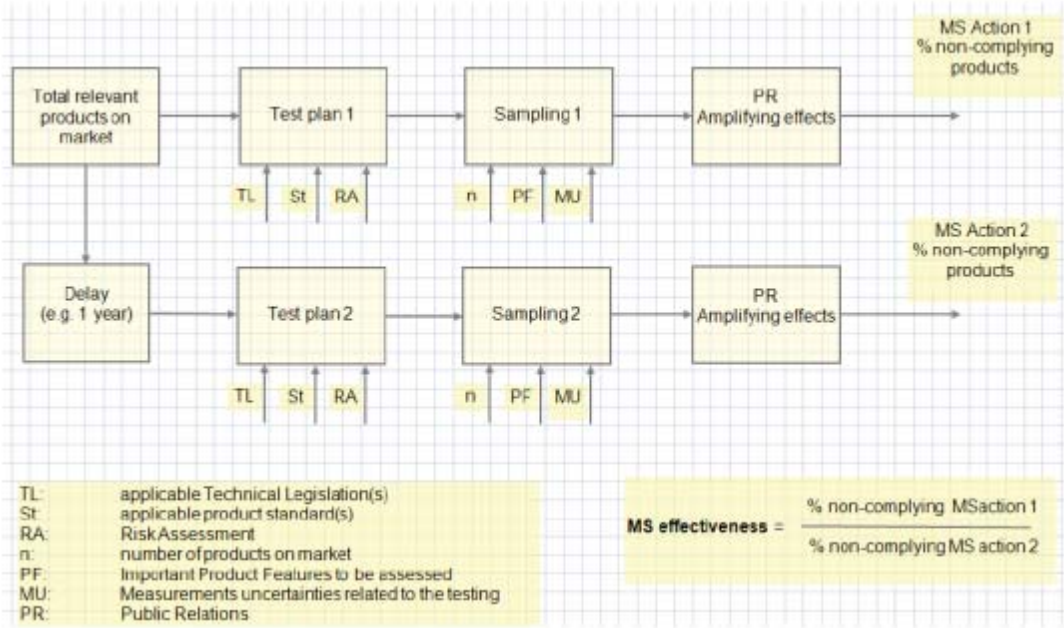 MS Action 1
% non-complying
products
Total relevant
products on
market
Test plan 1
Sampling 1
PR
Amplifying effects
TL St RA
n PF MU
MS Action 2
% non-complying
products
Delay
(e.g. 1 year)
Test plan 2
Sampling 2
PR
Amplifying effects
TL St RA
n PF MU
TL: applicable Technical Legislation(s)
St: applicable product standard(s)
RA: Risk Assessment
n: number of products on market
PF: Important Product Features to be assessed
MU: Measurements uncertainties related to the testing
PR: Public Relations
% non-complying MSaction 1
MS effectiveness =
% non-complying MS action 2